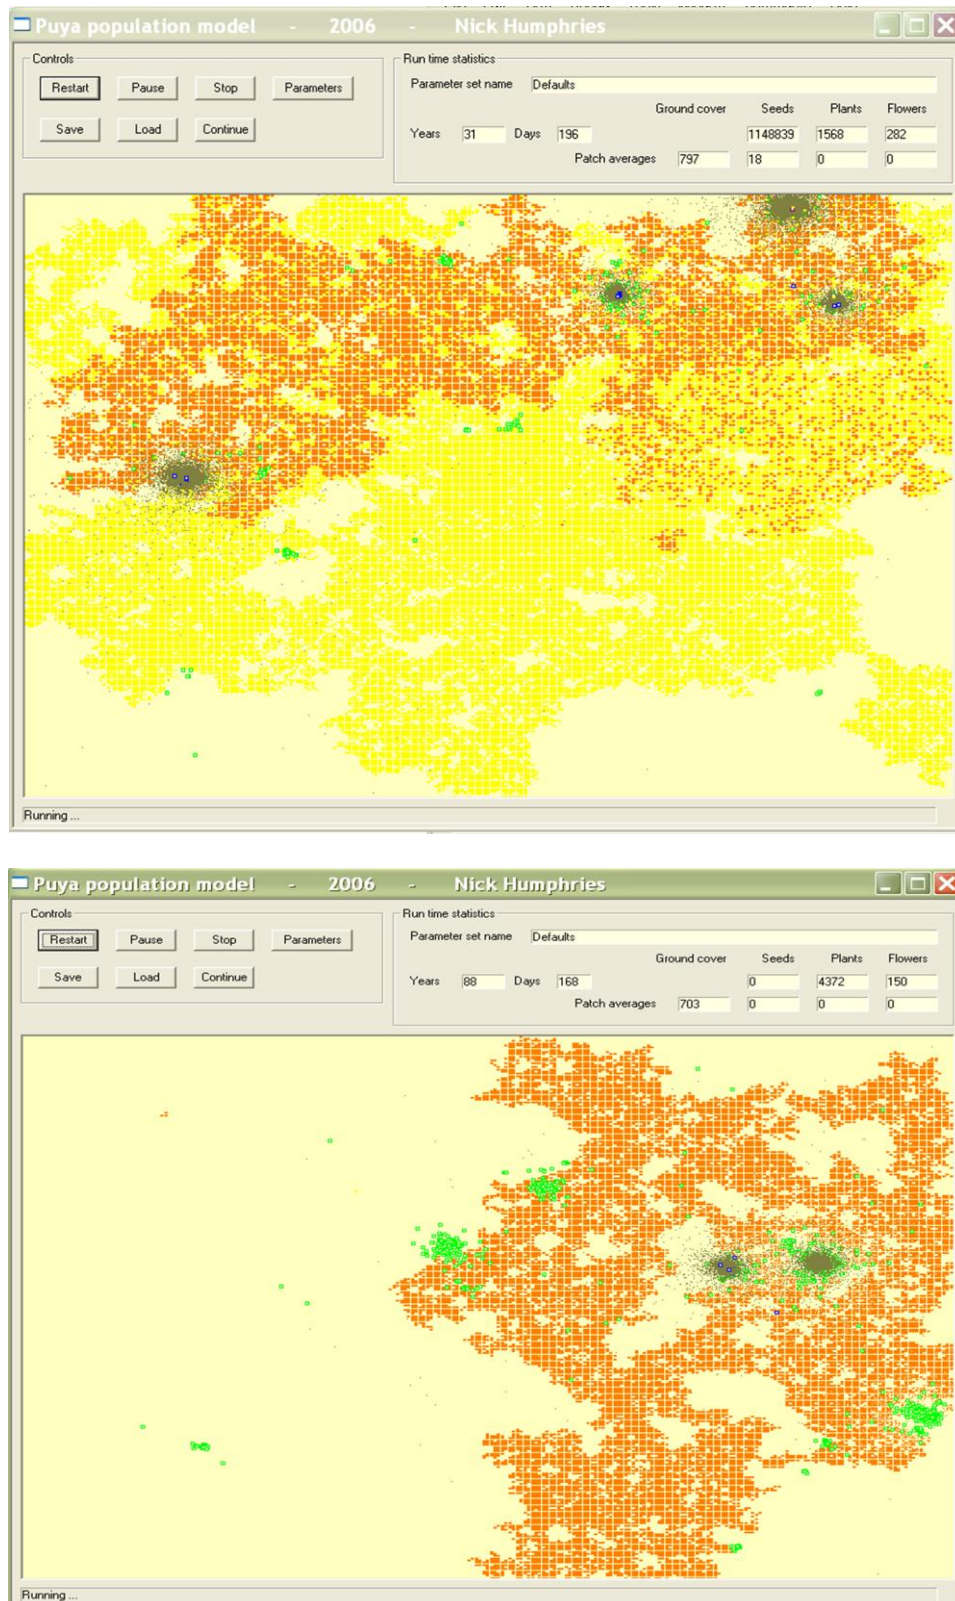 Puya population model - 2006 - Nick Humphries
Controls
Restart Pause Stop Parameters
Save Load Continue
Run time statistics
Parameter set name Defaults
Ground cover Seeds Plants Flowers
Years 31 Days 196 1148839 1568 282
Patch averages 797 18 0 0
Running ...
Puya population model - 2006 - Nick Humphries
Controls
Restart Pause Stop Parameters
Save Load Continue
Run time statistics
Parameter set name Defaults
Ground cover Seeds Plants Flowers
Years 88 Days 168 0 4372 150
Patch averages 703 0 0 0
Running ...